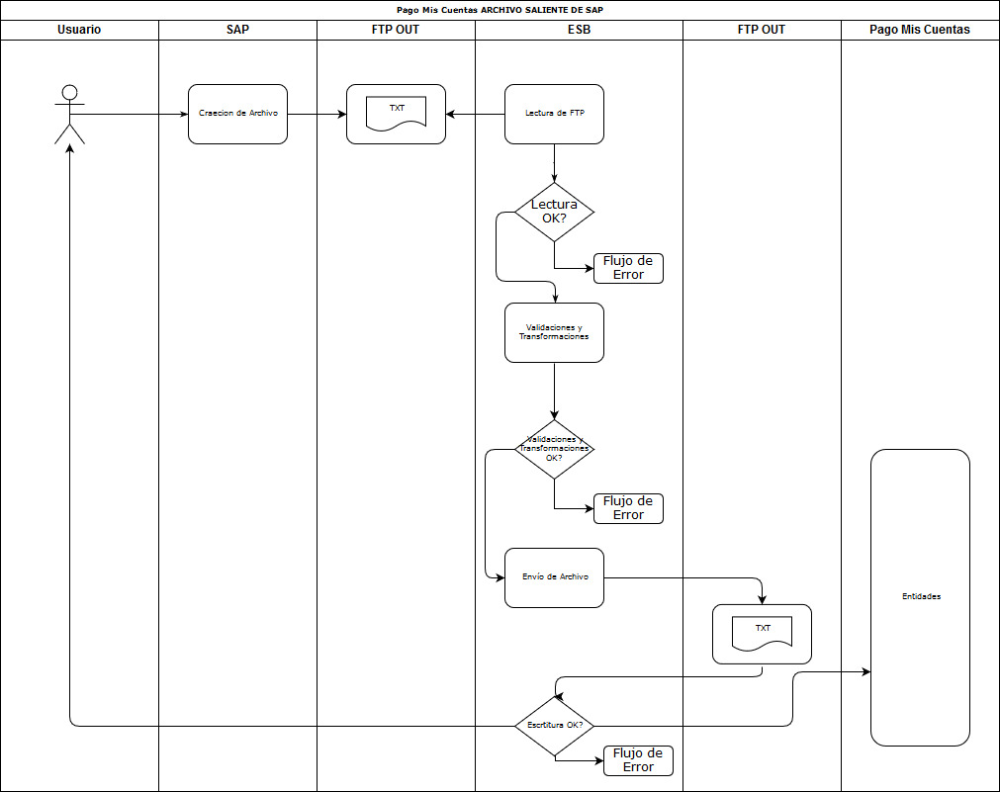 Pago Mis Cuentas ARCHIVO SALIENTE DE SAP
Usuario
SAP
FTP OUT
ESB
FTP OUT
Pago Mis Cuentas
Craecion de Archivo
TXT
Lectura de FTP
Lectura
OK?
Flujo de
Error
Validaciones y
Transformaciones
Validaciones y
Transformaciones
OK?
Flujo de
Error
Envío de Archivo
Entidades
TXT
Escrtitura OK?
Flujo de
Error